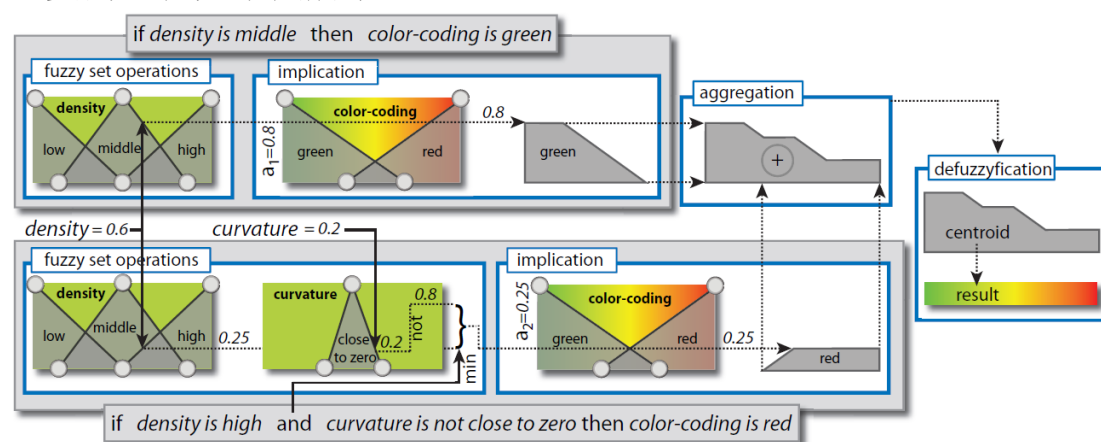 if density is middle then color-coding is green
fuzzy set operations
density
low
middle
high
implication
color-coding
a1=0.8
green
red
0.8
green
aggregation
+
defuzzyfication
centroid
result
density = 0.6
curvature = 0.2
fuzzy set operations
density
low
middle
high
0.25
curvature
close
to zero
0.2
0.8
not
min
implication
color-coding
a2=0.25
green
red
0.25
red
if density is high and curvature is not close to zero then color-coding is red